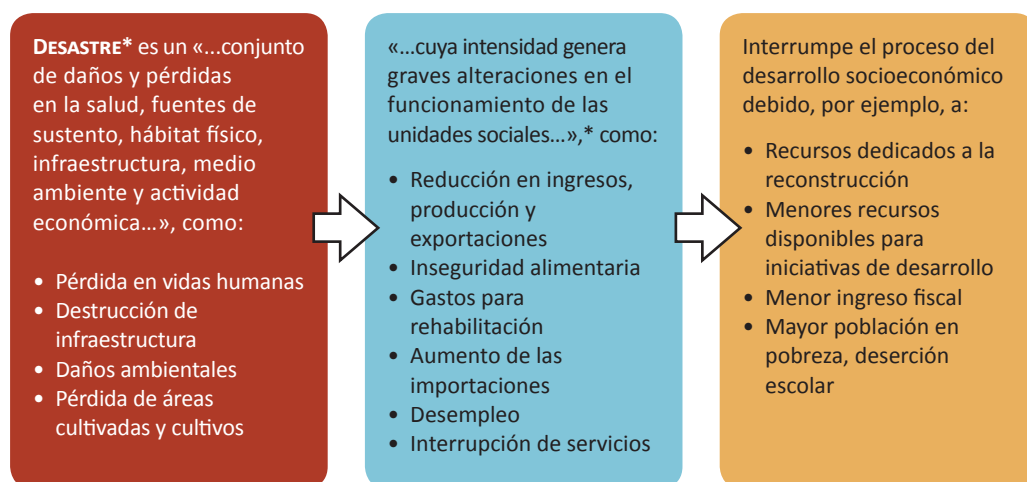 DESASTRE* es un «...conjunto
de daños y pérdidas
en la salud, fuentes de
sustento, hábitat físico,
infraestructura, medio
ambiente y actividad
económica...», como:
• Pérdida en vidas humanas
• Destrucción de
infraestructura
• Daños ambientales
• Pérdida de áreas
cultivadas y cultivos
«...cuya intensidad genera
graves alteraciones en el
funcionamiento de las
unidades sociales...»,* como:
• Reducción en ingresos,
producción y
exportaciones
• Inseguridad alimentaria
• Gastos para
rehabilitación
• Aumento de las
importaciones
• Desempleo
• Interrupción de servicios
Interrumpe el proceso del
desarrollo socioeconómico
debido, por ejemplo, a:
• Recursos dedicados a la
reconstrucción
• Menores recursos
disponibles para
iniciativas de desarrollo
• Menor ingreso fiscal
• Mayor población en
pobreza, deserción
escolar